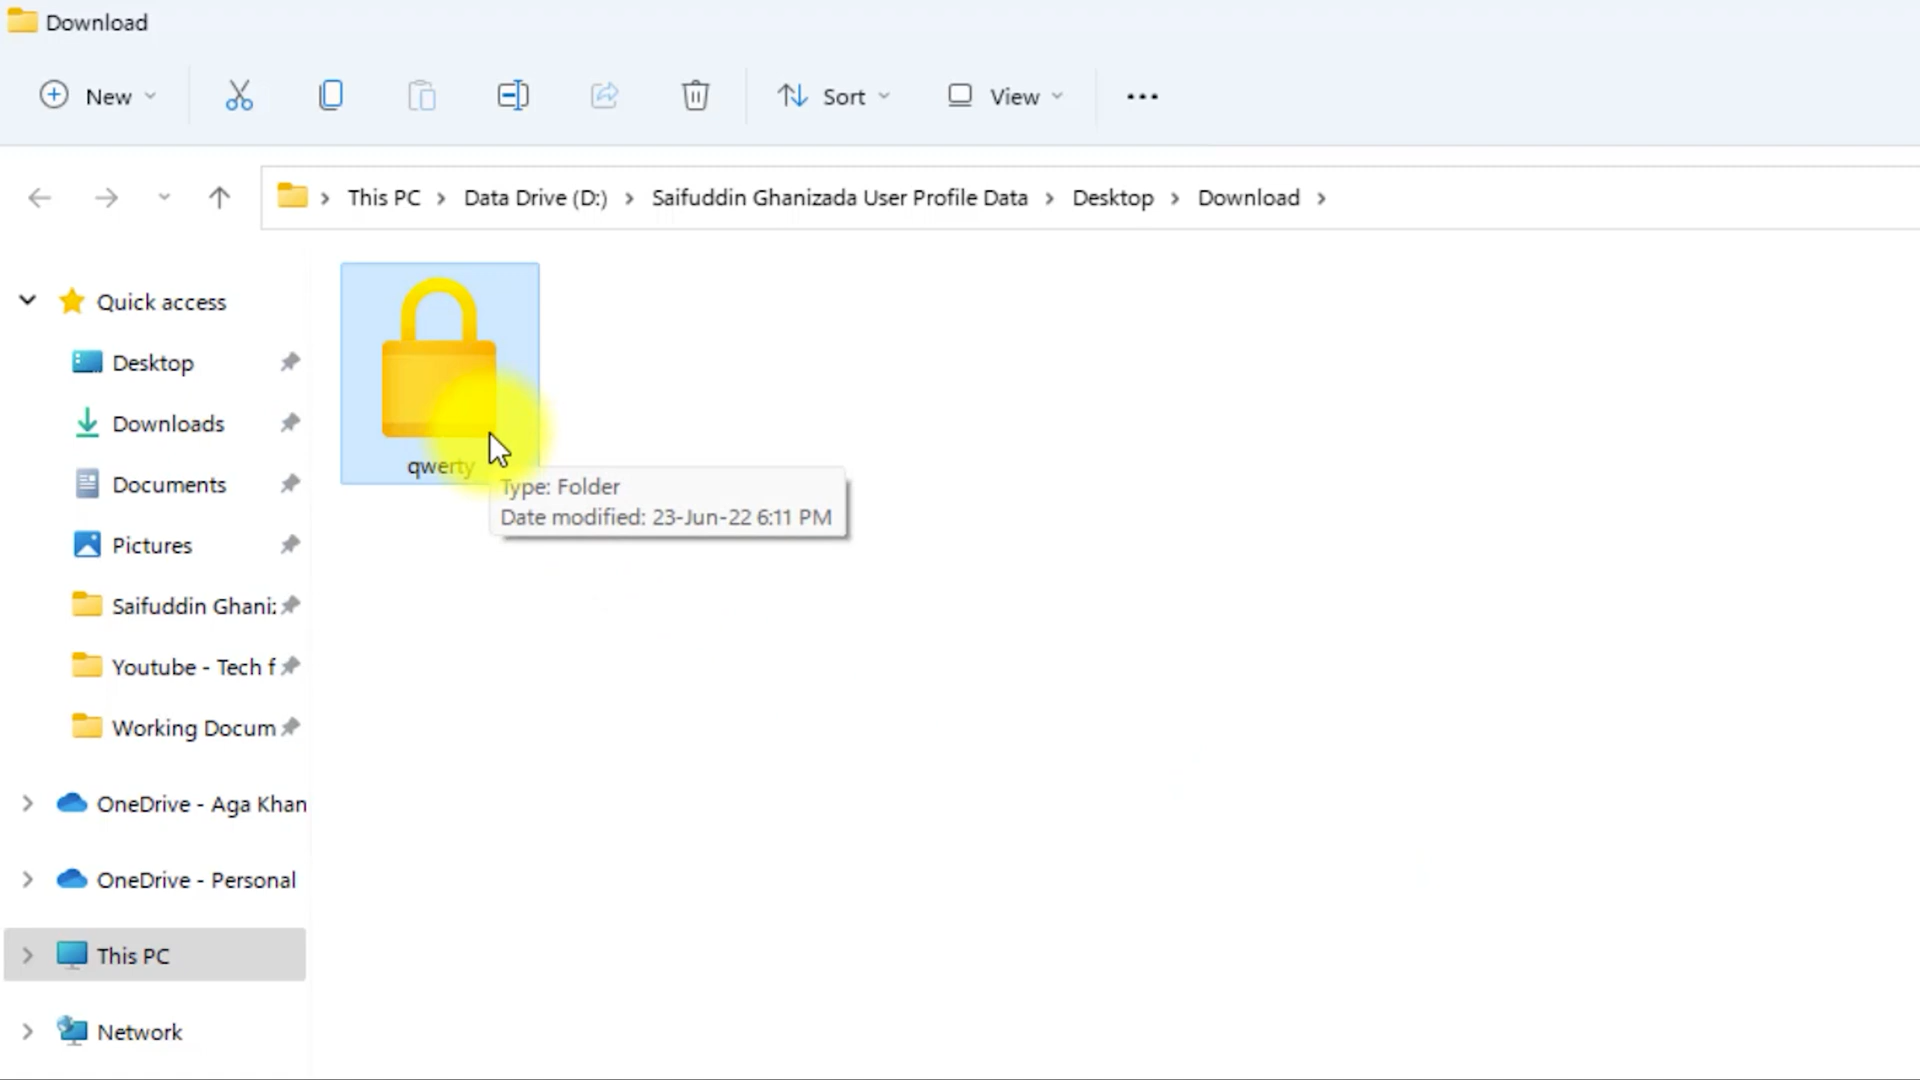 Download
New
Sort
View
This PC
Data Drive (D:)
Saifuddin Ghanizada User Profile Data
Desktop
Download
Quick access
Desktop
Downloads
Documents
Pictures
Saifuddin Ghani
Youtube - Tech f
Working Docum
OneDrive - Aga Khan
OneDrive - Personal
This PC
Network
qwerty
Type: Folder
Date modified: 23-Jun-22 6:11 PM